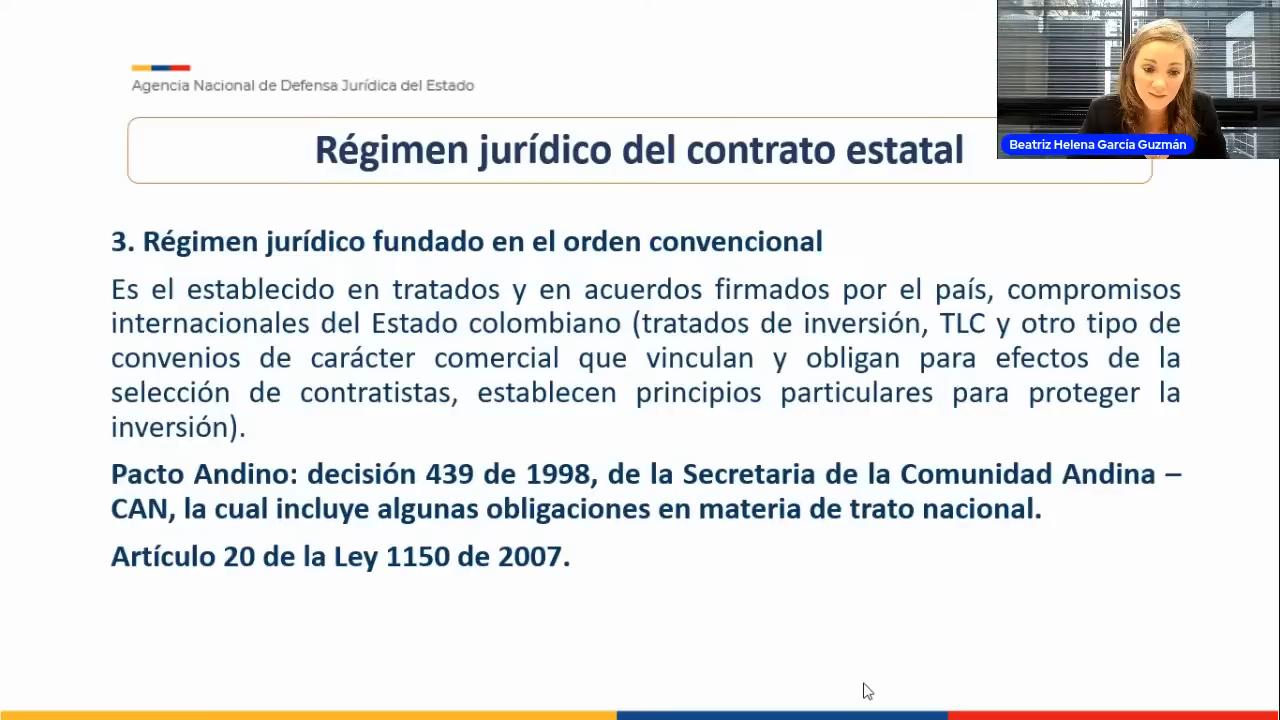 Agencia Nacional de Defensa Jurídica del Estado
Régimen jurídico del contrato estatal
Beatriz Helena García Guzmán
3. Régimen jurídico fundado en el orden convencional
Es el establecido en tratados y en acuerdos firmados por el país, compromisos
internacionales del Estado colombiano (tratados de inversión, TLC y otro tipo de
convenios de carácter comercial que vinculan y obligan para efectos de la
selección de contratistas, establecen principios particulares para proteger la
inversión).
Pacto Andino: decisión 439 de 1998, de la Secretaria de la Comunidad Andina –
CAN, la cual incluye algunas obligaciones en materia de trato nacional.
Artículo 20 de la Ley 1150 de 2007.